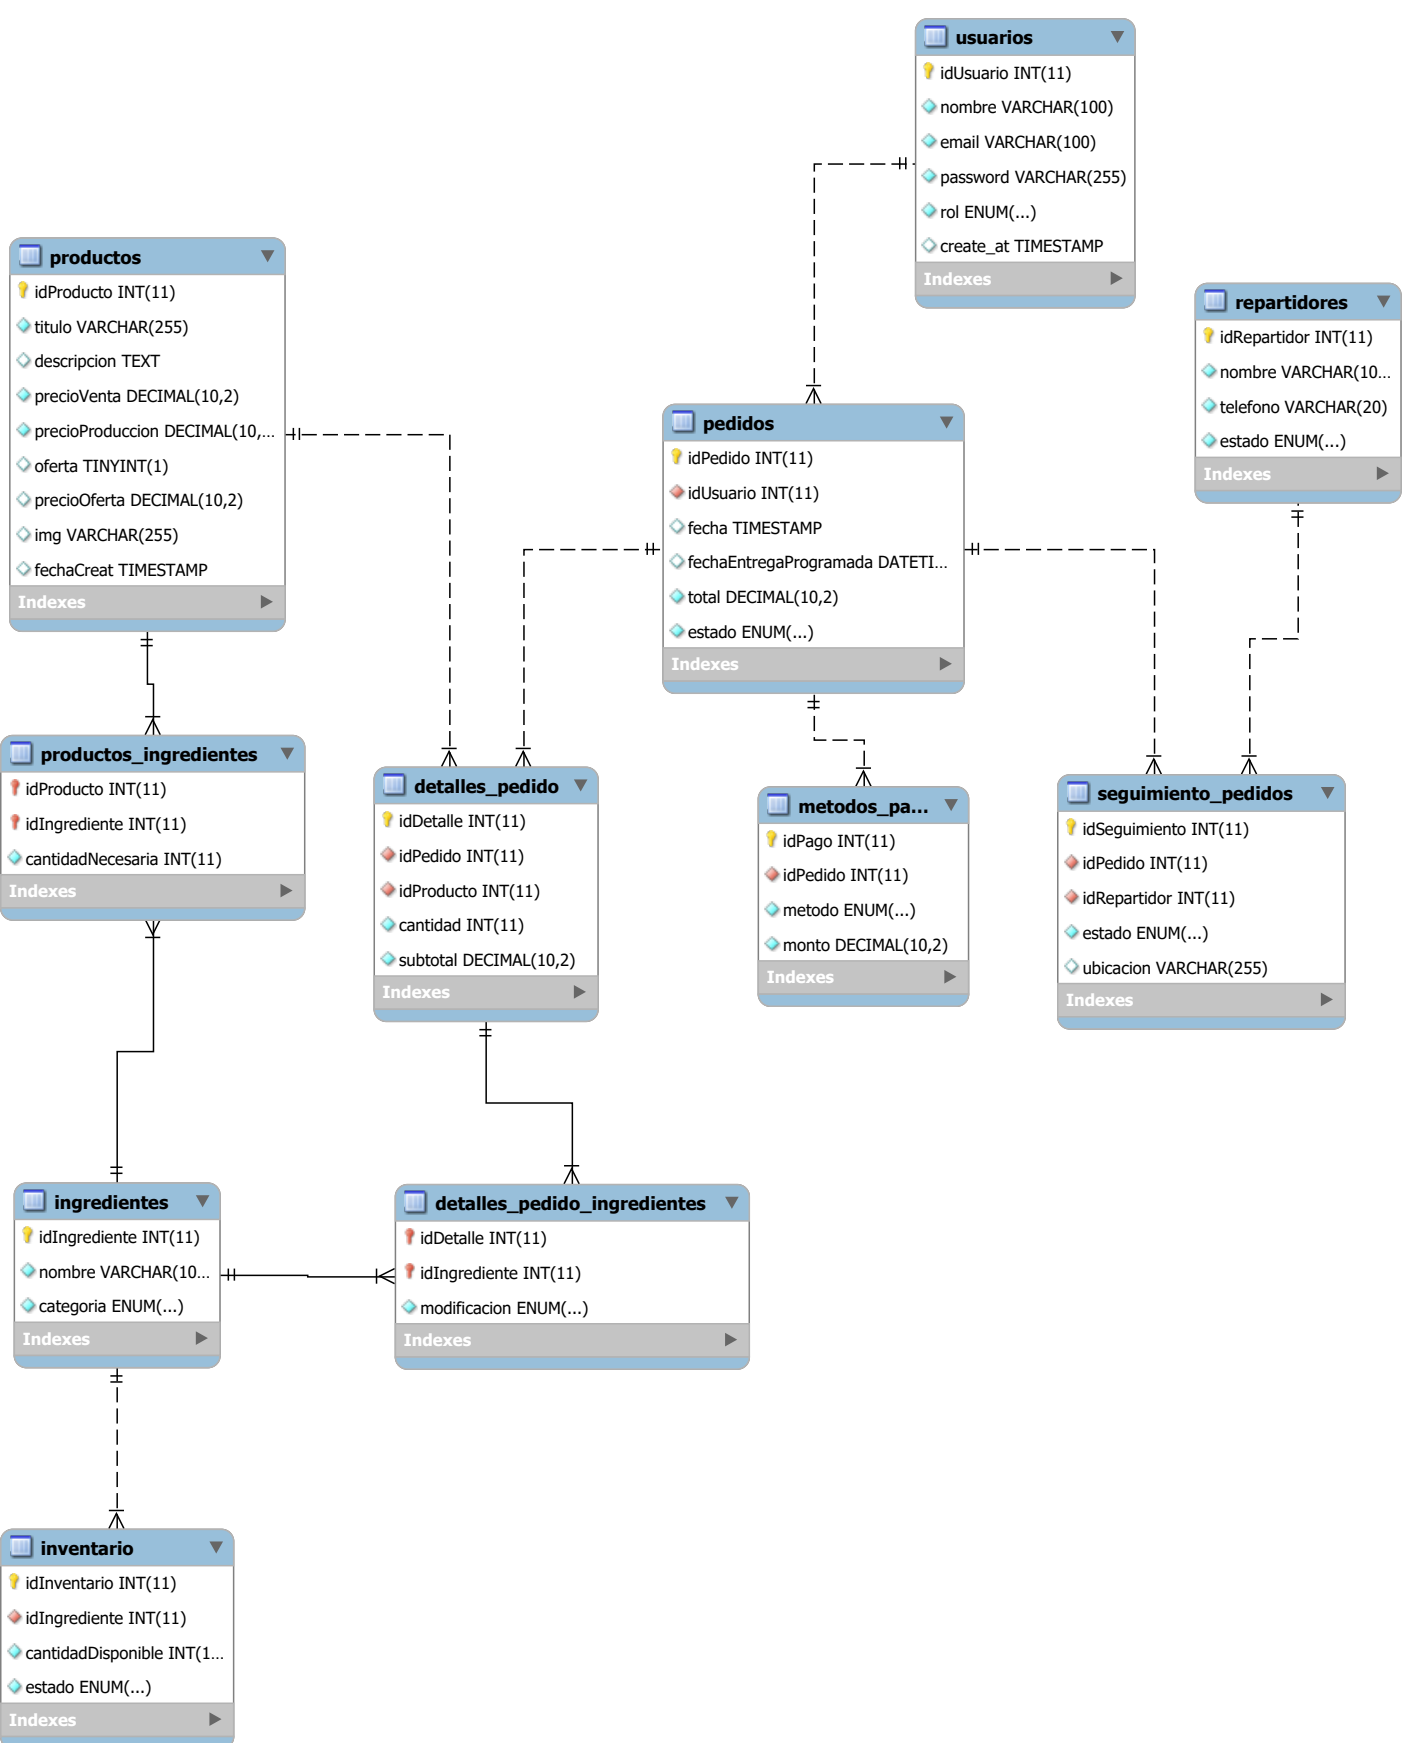 usuarios
idUsuario INT(11)
nombre VARCHAR(100)
email VARCHAR(100)
password VARCHAR(255)
rol ENUM(...)
create_at TIMESTAMP
Indexes
productos
idProducto INT(11)
titulo VARCHAR(255)
descripcion TEXT
precioVenta DECIMAL(10,2)
precioProduccion DECIMAL(10,...
oferta TINYINT(1)
precioOferta DECIMAL(10,2)
img VARCHAR(255)
fechaCreat TIMESTAMP
Indexes
repartidores
idRepartidor INT(11)
nombre VARCHAR(10...
telefono VARCHAR(20)
estado ENUM(...)
Indexes
pedidos
idPedido INT(11)
idUsuario INT(11)
fecha TIMESTAMP
fechaEntregaProgramada DATETI...
total DECIMAL(10,2)
estado ENUM(...)
Indexes
productos_ingredientes
idProducto INT(11)
idIngrediente INT(11)
cantidadNecesaria INT(11)
Indexes
detalles_pedido
idDetalle INT(11)
idPedido INT(11)
idProducto INT(11)
cantidad INT(11)
subtotal DECIMAL(10,2)
Indexes
metodos_pa...
idPago INT(11)
idPedido INT(11)
metodo ENUM(...)
monto DECIMAL(10,2)
Indexes
seguimiento_pedidos
idSeguimiento INT(11)
idPedido INT(11)
idRepartidor INT(11)
estado ENUM(...)
ubicacion VARCHAR(255)
Indexes
ingredientes
idIngrediente INT(11)
nombre VARCHAR(10...
categoria ENUM(...)
Indexes
detalles_pedido_ingredientes
idDetalle INT(11)
idIngrediente INT(11)
modificacion ENUM(...)
Indexes
inventario
idInventario INT(11)
idIngrediente INT(11)
cantidadDisponible INT(1...
estado ENUM(...)
Indexes